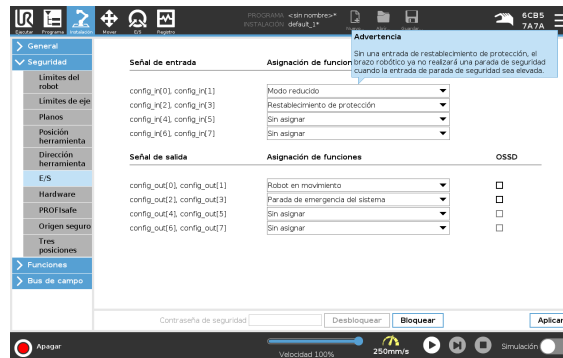 UR
PROGRAMA <sin nombre>*
INSTALACIÓN default_1*
6CB5
7A7A
Ejecutar
Programa
Instalación
Mover
E/S
Registro
Nuevo
Abrir
Guardar
Advertencia
Sin una entrada de restablecimiento de protección, el
brazo robótico ya no realizará una parada de seguridad
cuando la entrada de parada de seguridad sea elevada.
General
Seguridad
Límites del
robot
Límites de eje
Planos
Posición
herramienta
Dirección
herramienta
E/S
Hardware
PROFIsafe
Origen seguro
Tres
posiciones
Funciones
Bus de campo
Señal de entrada
Asignación de funciones
config_in[0], config_in[1]
Modo reducido
config_in[2], config_in[3]
Restablecimiento de protección
config_in[4], config_in[5]
Sin asignar
config_in[6], config_in[7]
Sin asignar
Señal de salida
Asignación de funciones
OSSD
config_out[0], config_out[1]
Robot en movimiento
config_out[2], config_out[3]
Parada de emergencia del sistema
config_out[4], config_out[5]
Sin asignar
config_out[6], config_out[7]
Sin asignar
Contraseña de seguridad
Desbloquear
Bloquear
Aplicar
Apagar
Velocidad 100%
250mm/s
Simulación